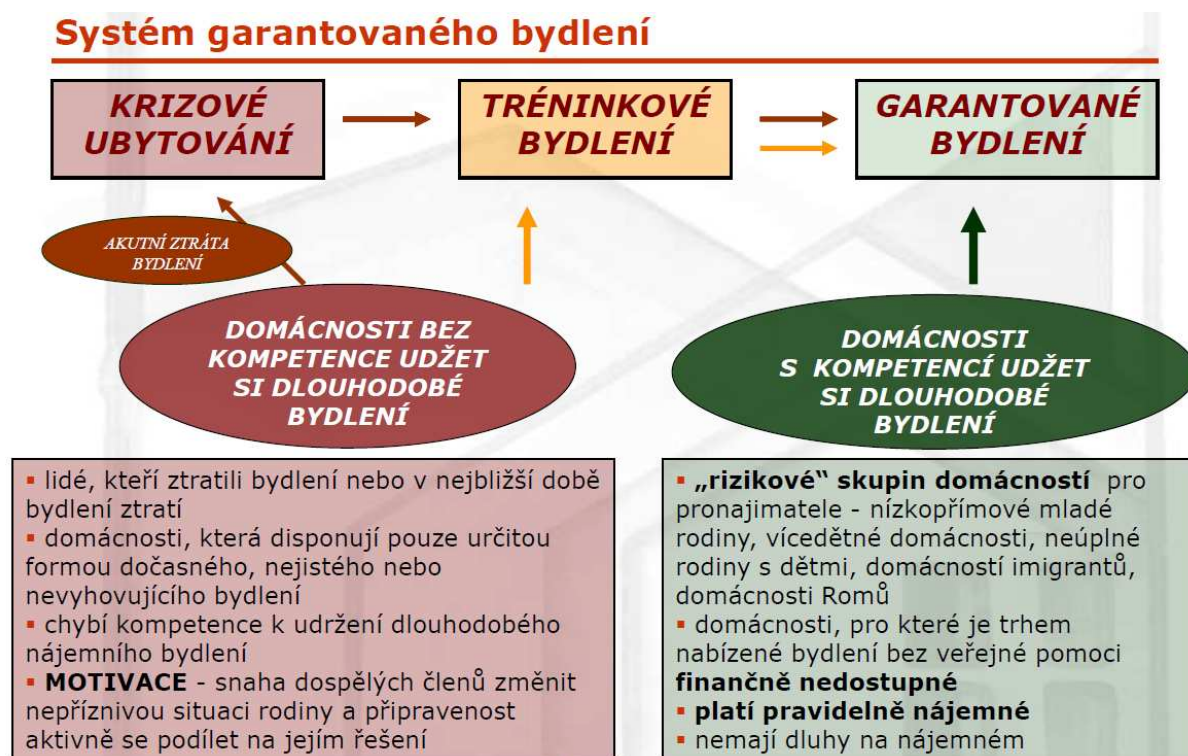 Systém garantovaného bydlení
KRIZOVÉ
UBYTOVÁNÍ
TRÉNINKOVÉ
BYDLENÍ
GARANTOVANÉ
BYDLENÍ
AKUTNÍ ZTRÁTA
BYDLENÍ
DOMÁCNOSTI BEZ
KOMPETENCE UDŽET
SI DLOUHODOBÉ
BYDLENÍ
DOMÁCNOSTI
S KOMPETENCÍ UDŽET
SI DLOUHODOBÉ
BYDLENÍ
▪ lidé, kteří ztratili bydlení nebo v nejbližší době
bydlení ztratí
▪ domácnosti, která disponují pouze určitou
formou dočasného, nejistého nebo
nevyhovujícího bydlení
▪ chybí kompetence k udržení dlouhodobého
nájemního bydlení
▪ MOTIVACE - snaha dospělých členů změnit
nepříznivou situaci rodiny a připravenost
aktivně se podílet na jejím řešení
▪ „rizikové“ skupin domácností pro
pronajimatele - nízkopřímové mladé
rodiny, vícedětné domácnosti, neúplné
rodiny s dětmi, domácností imigrantů,
domácnosti Romů
▪ domácnosti, pro které je trhem
nabízené bydlení bez veřejné pomoci
finančně nedostupné
▪ platí pravidelně nájemné
▪ nemají dluhy na nájemném